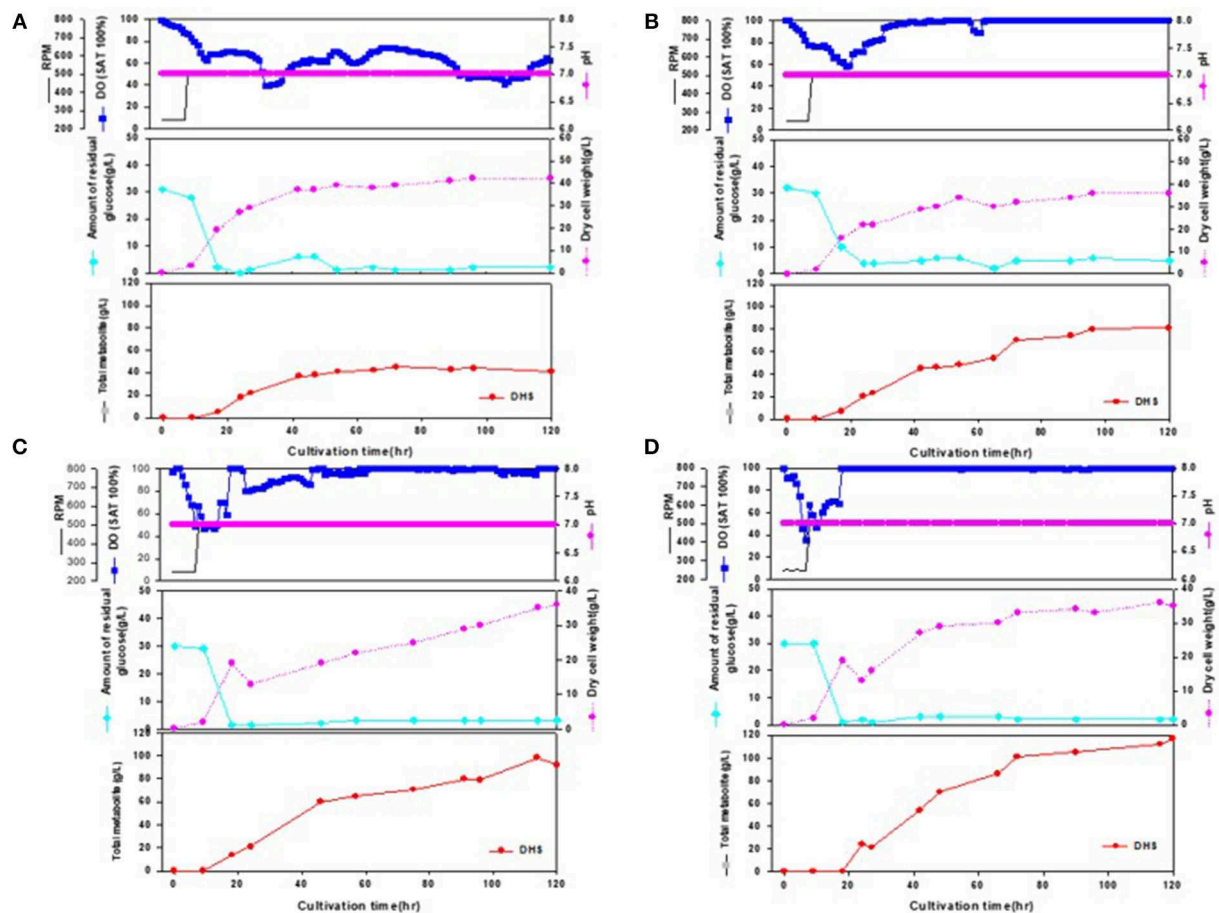 A
RPM
DO (SAT 100%)
800 700 600 500 400 300 200
100 80 60 40 20 0
8.0 7.5 7.0 6.5 6.0
pH
Amount of residual glucose(g/L)
50 40 30 20 10 0
60 50 40 30 20 10 0
Dry cell weight(g/L)
Total metabolite(g/L)
120 100 80 60 40 20 0
DHS
0 20 40 60 80 100 120
Cultivation time(hr)
B
RPM
DO (SAT 100%)
800 700 600 500 400 300 200
100 80 60 40 20 0
8.0 7.5 7.0 6.5 6.0
pH
Amount of residual glucose(g/L)
50 40 30 20 10 0
60 50 40 30 20 10 0
Dry cell weight(g/L)
Total metabolite(g/L)
120 100 80 60 40 20 0
DHS
0 20 40 60 80 100 120
Cultivation time(hr)
C
RPM
DO (SAT 100%)
800 700 600 500 400 300 200
100 80 60 40 20 0
8.0 7.5 7.0 6.5 6.0
pH
Amount of residual glucose(g/L)
50 40 30 20 10 0
40 30 20 10 0
Dry cell weight(g/L)
Total metabolite(g/L)
120 100 80 60 40 20 0
DHS
0 20 40 60 80 100 120
Cultivation time(hr)
D
RPM
DO (SAT 100%)
800 700 600 500 400 300 200
100 80 60 40 20 0
8.0 7.5 7.0 6.5 6.0
pH
Amount of residual glucose(g/L)
50 40 30 20 10 0
40 30 20 10 0
Dry cell weight(g/L)
Total metabolite(g/L)
120 100 80 60 40 20 0
DHS
0 20 40 60 80 100 120
Cultivation time(hr)